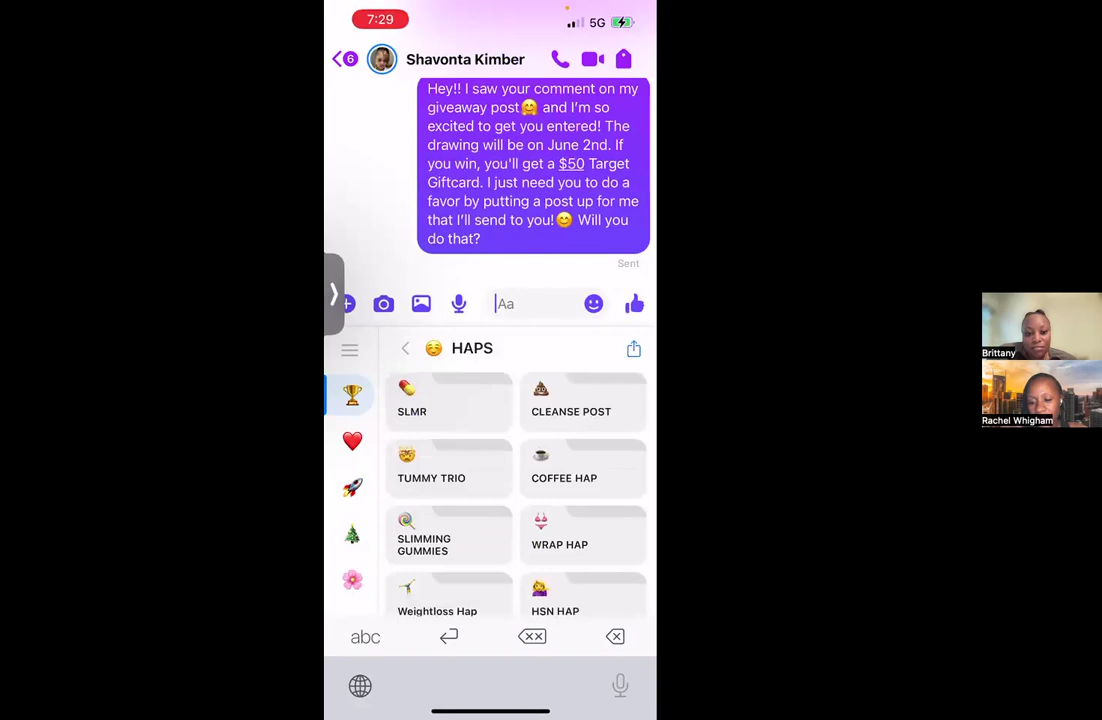 7:29
5G
6
Shavonta Kimber
Hey!! I saw your comment on my
giveaway post🤗 and I'm so
excited to get you entered! The
drawing will be on June 2nd. If
you win, you'll get a $50 Target
Giftcard. I just need you to do a
favor by putting a post up for me
that I'll send to you!😊 Will you
do that?
Sent
Aa
HAPS
SLMR
CLEANSE POST
TUMMY TRIO
COFFEE HAP
SLIMMING
GUMMIES
WRAP HAP
Weightloss Hap
HSN HAP
abc
Brittany
Rachel Whigham